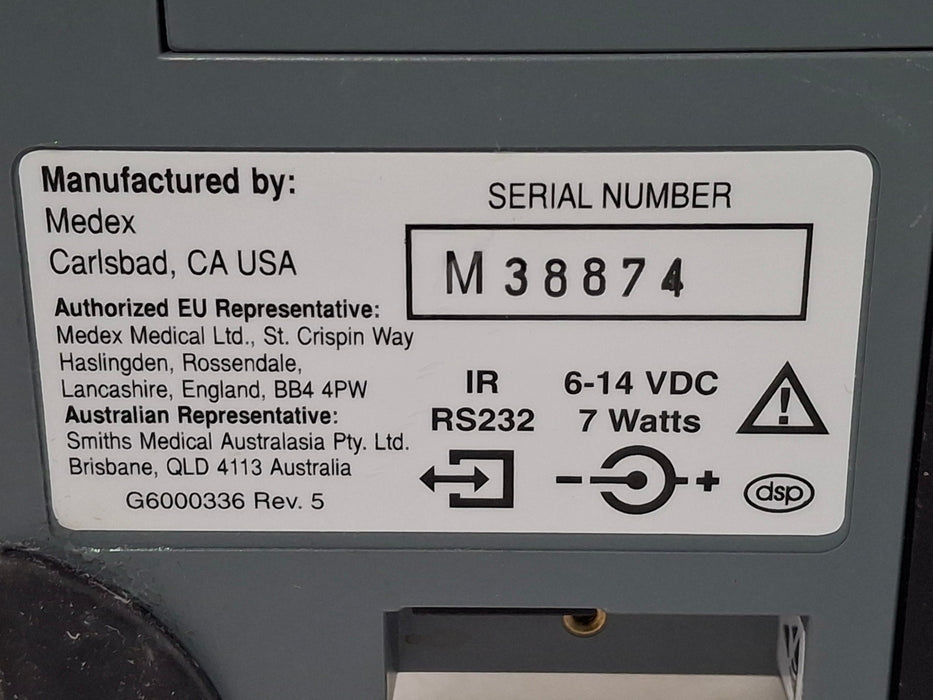 Manufactured by:
Medex
Carlsbad, CA USA
Authorized EU Representative:
Medex Medical Ltd., St. Crispin Way
Haslingden, Rossendale,
Lancashire, England, BB4 4PW
Australian Representative:
Smiths Medical Australasia Pty. Ltd.
Brisbane, QLD 4113 Australia
G6000336 Rev. 5
SERIAL NUMBER
M38874
IR
RS232
6-14 VDC
7 Watts
- +
!
dsp